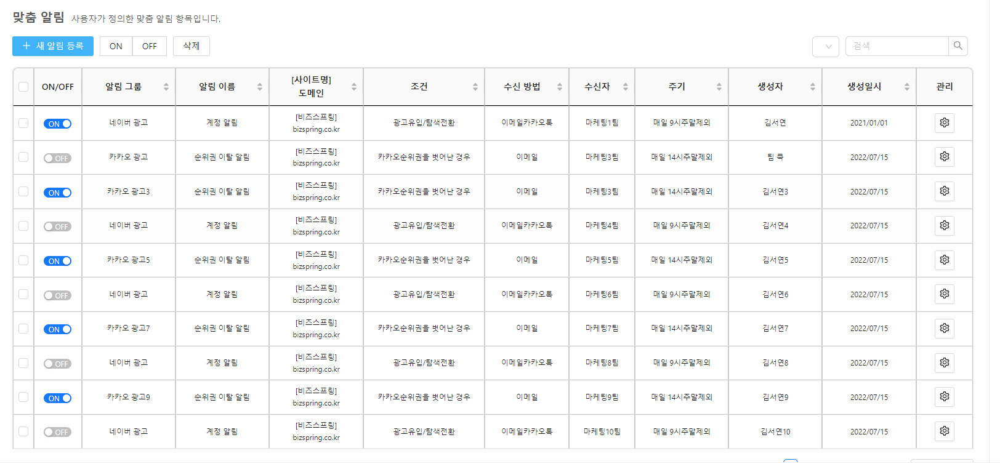 맞춤 알림 사용자가 정의한 맞춤 알림 항목입니다.
+ 새 알림 등록 ON OFF 삭제 검색
ON/OFF 알림 그룹 알림 이름 [사이트명] 도메인 조건 수신 방법 수신자 주기 생성자 생성일시 관리
ON 네이버 광고 계정 알림 [비즈스프링] bizspring.co.kr 광고유입/탐색전환 이메일카카오톡 마케팅1팀 매일 9시주말제외 김서연 2021/01/01
OFF 카카오 광고 순위권 이탈 알림 [비즈스프링] bizspring.co.kr 카카오순위권을 벗어난 경우 이메일 마케팅3팀 매일 14시주말제외 팀 쿡 2022/07/15
ON 카카오 광고3 순위권 이탈 알림 [비즈스프링] bizspring.co.kr 카카오순위권을 벗어난 경우 이메일 마케팅3팀 매일 14시주말제외 김서연3 2022/07/15
OFF 네이버 광고 계정 알림 [비즈스프링] bizspring.co.kr 광고유입/탐색전환 이메일카카오톡 마케팅4팀 매일 9시주말제외 김서연4 2022/07/15
ON 카카오 광고5 순위권 이탈 알림 [비즈스프링] bizspring.co.kr 카카오순위권을 벗어난 경우 이메일 마케팅5팀 매일 14시주말제외 김서연5 2022/07/15
OFF 네이버 광고 계정 알림 [비즈스프링] bizspring.co.kr 광고유입/탐색전환 이메일카카오톡 마케팅6팀 매일 9시주말제외 김서연6 2022/07/15
ON 카카오 광고7 순위권 이탈 알림 [비즈스프링] bizspring.co.kr 카카오순위권을 벗어난 경우 이메일 마케팅7팀 매일 14시주말제외 김서연7 2022/07/15
OFF 네이버 광고 계정 알림 [비즈스프링] bizspring.co.kr 광고유입/탐색전환 이메일카카오톡 마케팅8팀 매일 9시주말제외 김서연8 2022/07/15
ON 카카오 광고9 순위권 이탈 알림 [비즈스프링] bizspring.co.kr 카카오순위권을 벗어난 경우 이메일 마케팅9팀 매일 14시주말제외 김서연9 2022/07/15
OFF 네이버 광고 계정 알림 [비즈스프링] bizspring.co.kr 광고유입/탐색전환 이메일카카오톡 마케팅10팀 매일 9시주말제외 김서연10 2022/07/15